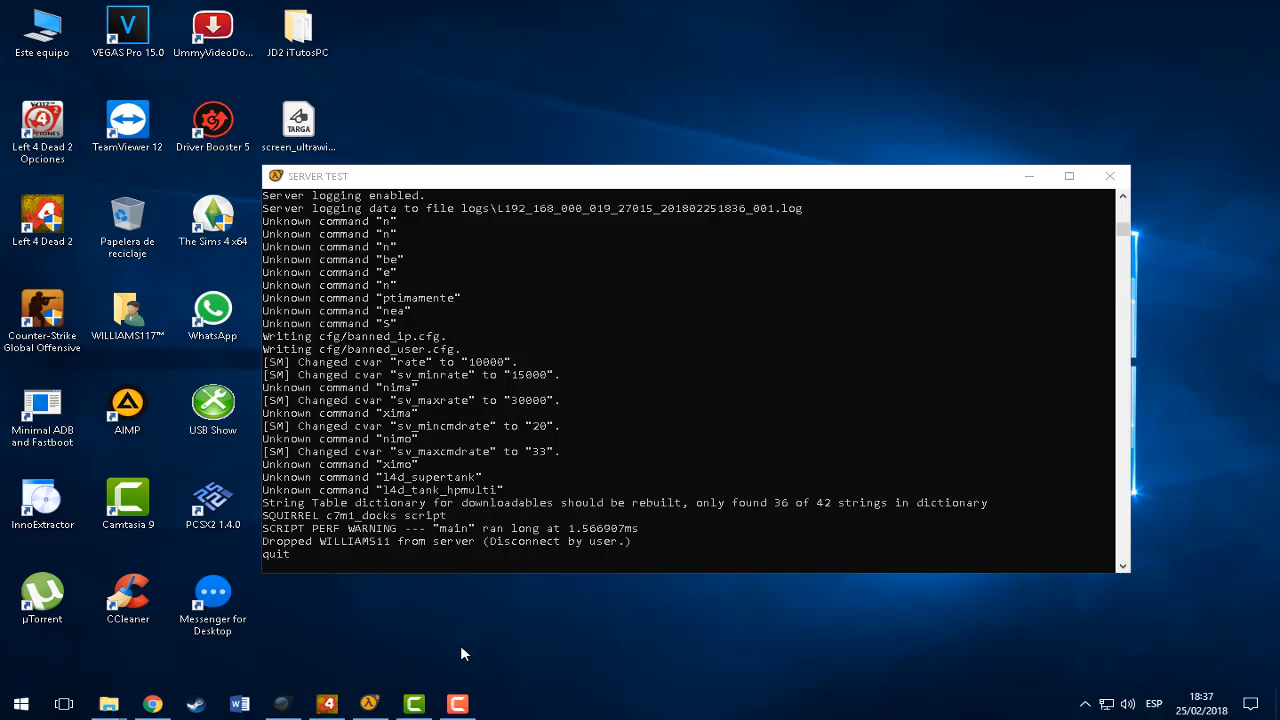 Este equipo
VEGAS Pro 15.0
UmmyVideoDo...
JD2 iTutosPC
Left 4 Dead 2
Opciones
TeamViewer 12
Driver Booster 5
TARGA
screen_ultrawi...
Left 4 Dead 2
Papelera de
reciclaje
The Sims 4 x64
Counter-Strike
Global Offensive
WILLIAMS117™
WhatsApp
Minimal ADB
and Fastboot
AIMP
USB Show
InnoExtractor
Camtasia 9
PCSX2 1.4.0
µTorrent
CCleaner
Messenger for
Desktop
SERVER TEST
Server logging enabled.
Server logging data to file logs\L192_168_000_019_27015_201802251836_001.log
Unknown command "n"
Unknown command "n"
Unknown command "n"
Unknown command "be"
Unknown command "e"
Unknown command "n"
Unknown command "ptimamente"
Unknown command "nea"
Unknown command "S"
Writing cfg/banned_ip.cfg.
Writing cfg/banned_user.cfg.
[SM] Changed cvar "rate" to "10000".
[SM] Changed cvar "sv_minrate" to "15000".
Unknown command "nima"
[SM] Changed cvar "sv_maxrate" to "30000".
Unknown command "xima"
[SM] Changed cvar "sv_mincmdrate" to "20".
Unknown command "nimo"
[SM] Changed cvar "sv_maxcmdrate" to "33".
Unknown command "ximo"
Unknown command "l4d_supertank"
Unknown command "l4d_tank_hpmulti"
String Table dictionary for downloadables should be rebuilt, only found 36 of 42 strings in dictionary
SQUIRREL c7m1_docks script
SCRIPT PERF WARNING --- "main" ran long at 1.566907ms
Dropped WILLIAMS11 from server (Disconnect by user.)
quit
ESP
18:37
25/02/2018